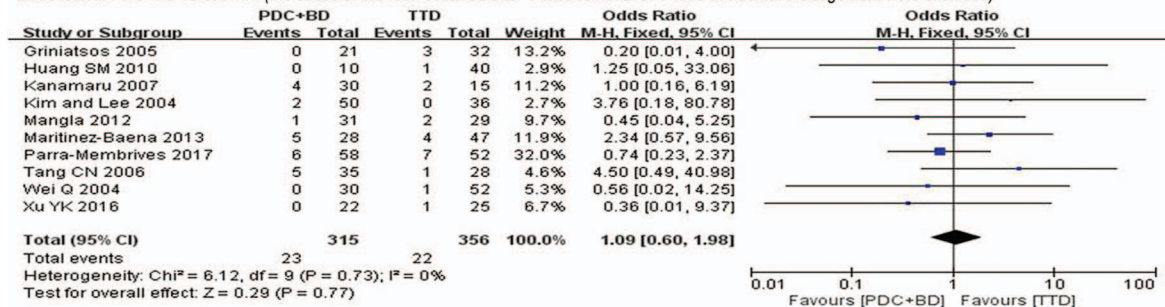 PDC+BD TTD Odds Ratio Odds Ratio
Study or Subgroup Events Total Events Total Weight M-H, Fixed, 95% CI M-H, Fixed, 95% CI
Griniatsos 2005 0 21 3 32 13.2% 0.20 [0.01, 4.00]
Huang SM 2010 0 10 1 40 2.9% 1.25 [0.05, 33.06]
Kanamaru 2007 4 30 2 15 11.2% 1.00 [0.16, 6.19]
Kim and Lee 2004 2 50 0 36 2.7% 3.76 [0.18, 80.78]
Mangla 2012 1 31 2 29 9.7% 0.45 [0.04, 5.25]
Maritinez-Baena 2013 5 28 4 47 11.9% 2.34 [0.57, 9.56]
Parra-Membrives 2017 6 58 7 52 32.0% 0.74 [0.23, 2.37]
Tang CN 2006 5 35 1 28 4.6% 4.50 [0.49, 40.98]
Wei Q 2004 0 30 1 52 5.3% 0.56 [0.02, 14.25]
Xu YK 2016 0 22 1 25 6.7% 0.36 [0.01, 9.37]
Total (95% CI) 315 356 100.0% 1.09 [0.60, 1.98]
Total events 23 22
Heterogeneity: Chi² = 6.12, df = 9 (P = 0.73); I² = 0%
Test for overall effect: Z = 0.29 (P = 0.77)
0.01 0.1 1 10 100
Favours [PDC+BD] Favours [TTD]